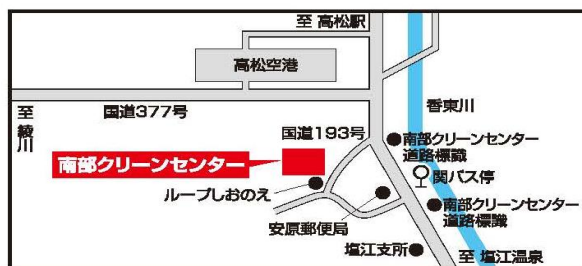 至 高松駅
高松空港
国道377号
至
綾
川
香東川
国道193号
南部クリーンセンター
道路標識
南部クリーンセンター
関バス停
ループしおのえ
南部クリーンセンター
道路標識
安原郵便局
塩江支所
至 塩江温泉